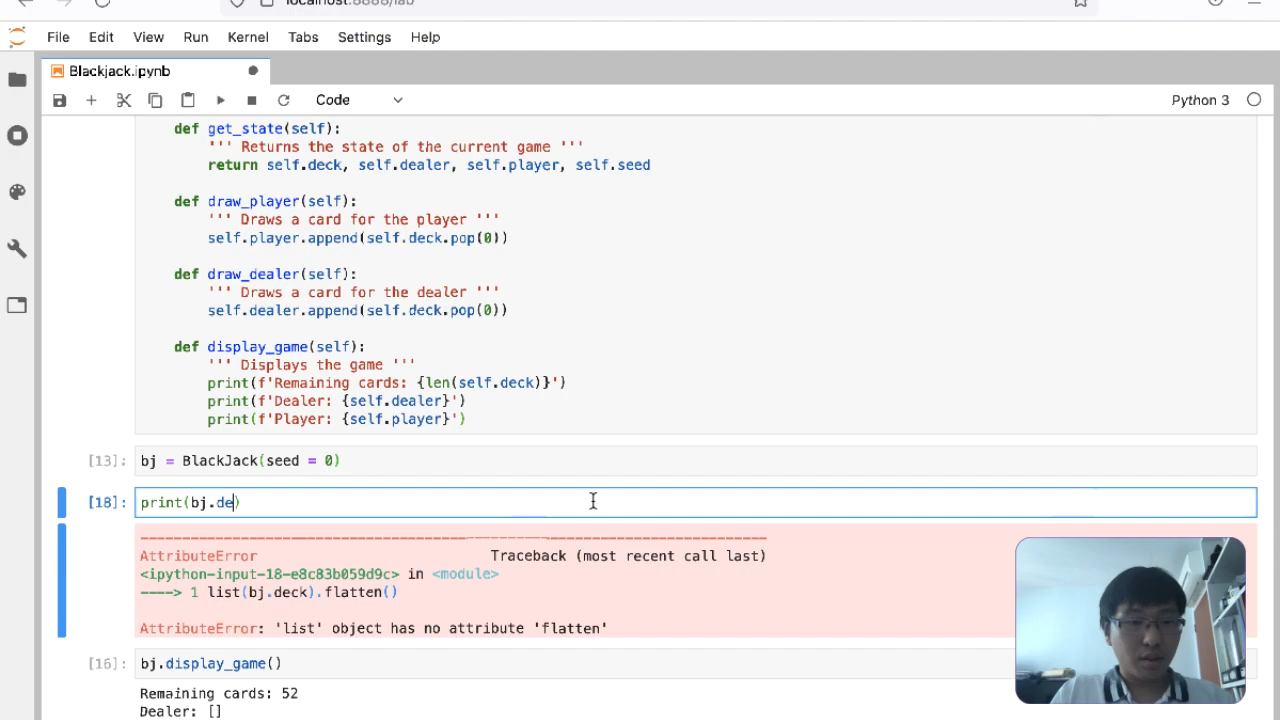 localhost:8888/lab
File Edit View Run Kernel Tabs Settings Help
Blackjack.ipynb
Code
Python 3
def get_state(self):
''' Returns the state of the current game '''
return self.deck, self.dealer, self.player, self.seed
def draw_player(self):
''' Draws a card for the player '''
self.player.append(self.deck.pop(0))
def draw_dealer(self):
''' Draws a card for the dealer '''
self.dealer.append(self.deck.pop(0))
def display_game(self):
''' Displays the game '''
print(f'Remaining cards: {len(self.deck)}')
print(f'Dealer: {self.dealer}')
print(f'Player: {self.player}')
[13]: bj = BlackJack(seed = 0)
[18]: print(bj.de)
AttributeError Traceback (most recent call last)
<ipython-input-18-e8c83b059d9c> in <module>
----> 1 list(bj.deck).flatten()
AttributeError: 'list' object has no attribute 'flatten'
[16]: bj.display_game()
Remaining cards: 52
Dealer: []